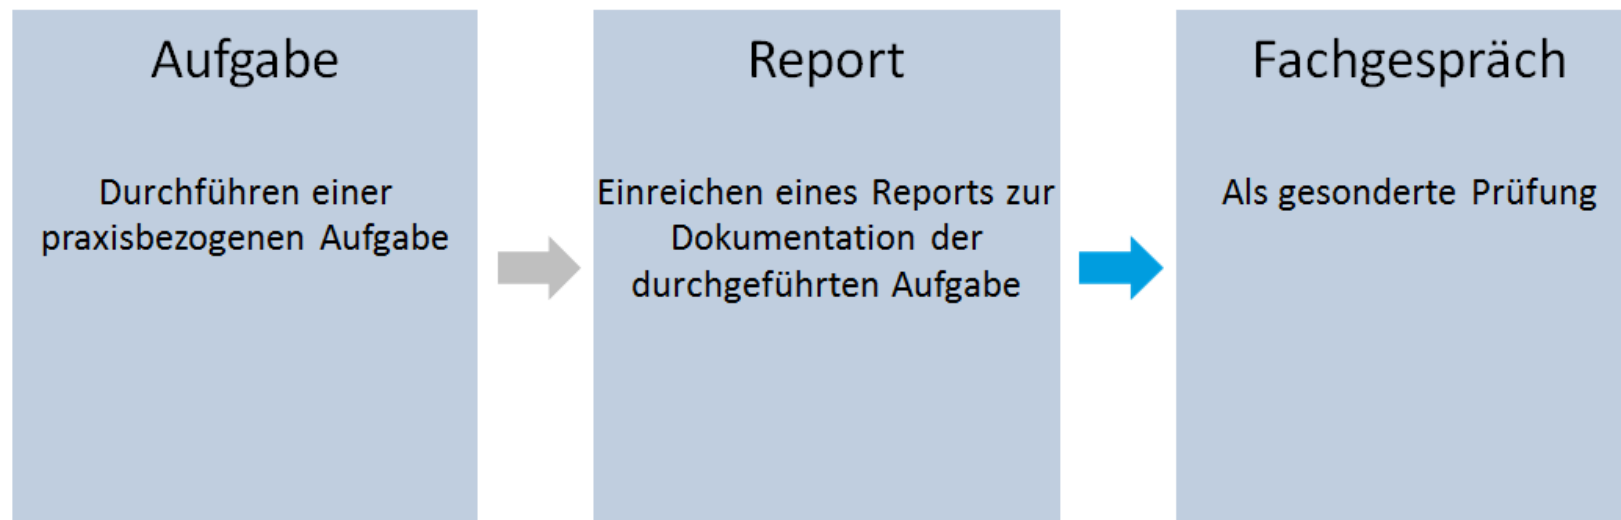 Aufgabe
Durchführen einer
praxisbezogenen Aufgabe
Report
Einreichen eines Reports zur
Dokumentation der
durchgeführten Aufgabe
Fachgespräch
Als gesonderte Prüfung